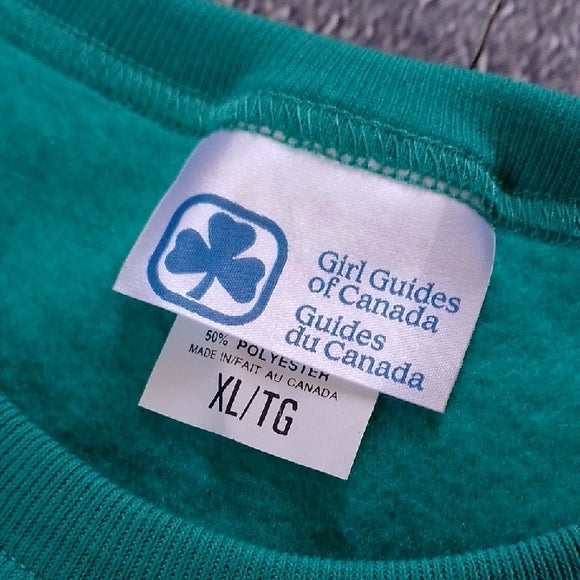 Girl Guides
of Canada
Guides
du Canada
50% POLYESTER
MADE IN/FAIT AU CANADA
XL/TG